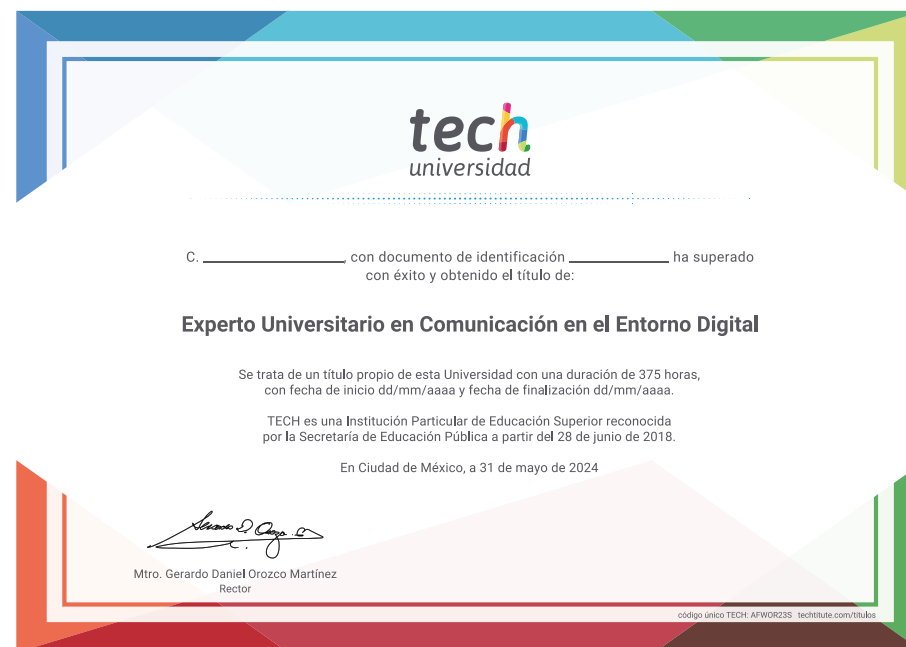 tech
universidad
C. ____________, con documento de identificación ____________ ha superado
con éxito y obtenido el título de:
Experto Universitario en Comunicación en el Entorno Digital
Se trata de un título propio de esta Universidad con una duración de 375 horas,
con fecha de inicio dd/mm/aaaa y fecha de finalización dd/mm/aaaa.
TECH es una Institución Particular de Educación Superior reconocida
por la Secretaría de Educación Pública a partir del 28 de junio de 2018.
En Ciudad de México, a 31 de mayo de 2024
Mtro. Gerardo Daniel Orozco Martínez
Rector
código único TECH: AFWOR23S techtitute.com/titulos